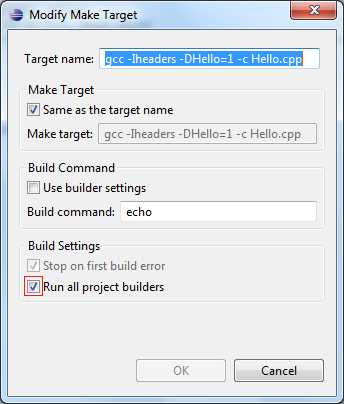 Modify Make Target
Target name: gcc -Iheaders -DHello=1 -c Hello.cpp
Make Target
Same as the target name
Make target: gcc -Iheaders -DHello=1 -c Hello.cpp
Build Command
Use builder settings
Build command: echo
Build Settings
Stop on first build error
Run all project builders
OK Cancel